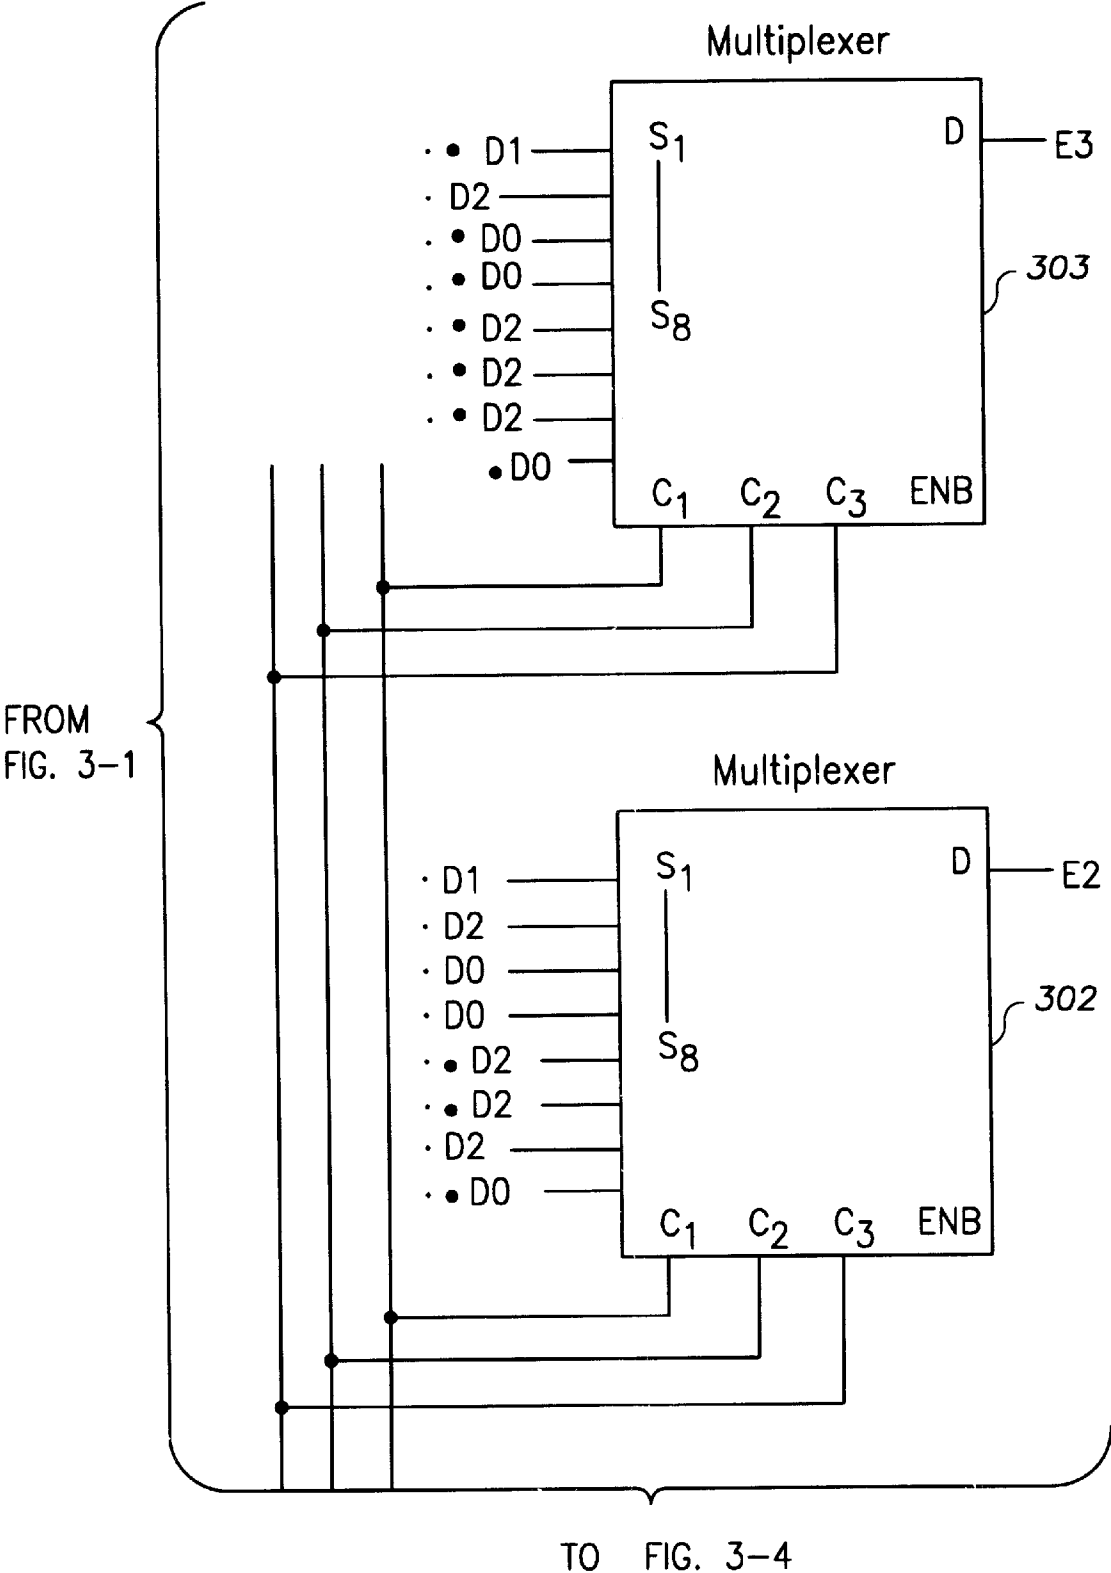 Multiplexer
· • D1
S1
D
E3
· D2
· • D0
· • D0
303
S8
· • D2
· • D2
· • D2
• D0
C1 C2 C3 ENB
FROM
FIG. 3-1
Multiplexer
S1
D
E2
· D1
· D2
· D0
· D0
302
S8
· • D2
· • D2
· D2
· • D0
C1 C2 C3 ENB
TO FIG. 3-4